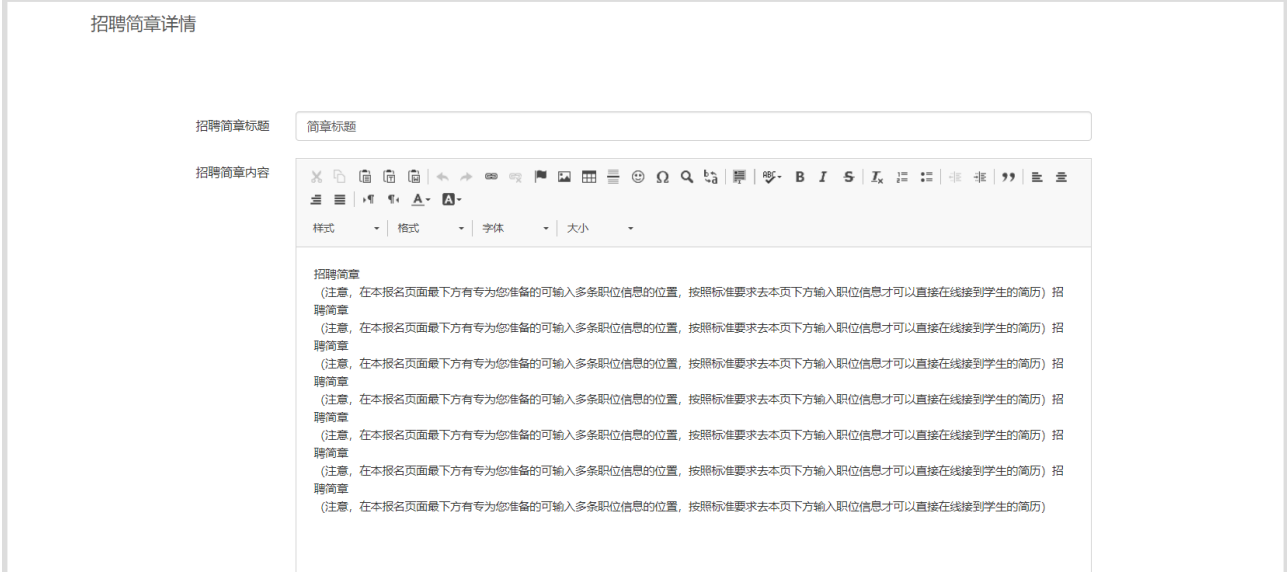 招聘简章详情
招聘简章标题
简章标题
招聘简章内容
样式
格式
字体
大小
招聘简章
（注意，在本报名页面最下方有专为您准备的可输入多条职位信息的位置，按照标准要求去本页下方输入职位信息才可以直接在线接到学生的简历）招
聘简章
（注意，在本报名页面最下方有专为您准备的可输入多条职位信息的位置，按照标准要求去本页下方输入职位信息才可以直接在线接到学生的简历）招
聘简章
（注意，在本报名页面最下方有专为您准备的可输入多条职位信息的位置，按照标准要求去本页下方输入职位信息才可以直接在线接到学生的简历）招
聘简章
（注意，在本报名页面最下方有专为您准备的可输入多条职位信息的位置，按照标准要求去本页下方输入职位信息才可以直接在线接到学生的简历）招
聘简章
（注意，在本报名页面最下方有专为您准备的可输入多条职位信息的位置，按照标准要求去本页下方输入职位信息才可以直接在线接到学生的简历）招
聘简章
（注意，在本报名页面最下方有专为您准备的可输入多条职位信息的位置，按照标准要求去本页下方输入职位信息才可以直接在线接到学生的简历）招
聘简章
（注意，在本报名页面最下方有专为您准备的可输入多条职位信息的位置，按照标准要求去本页下方输入职位信息才可以直接在线接到学生的简历）